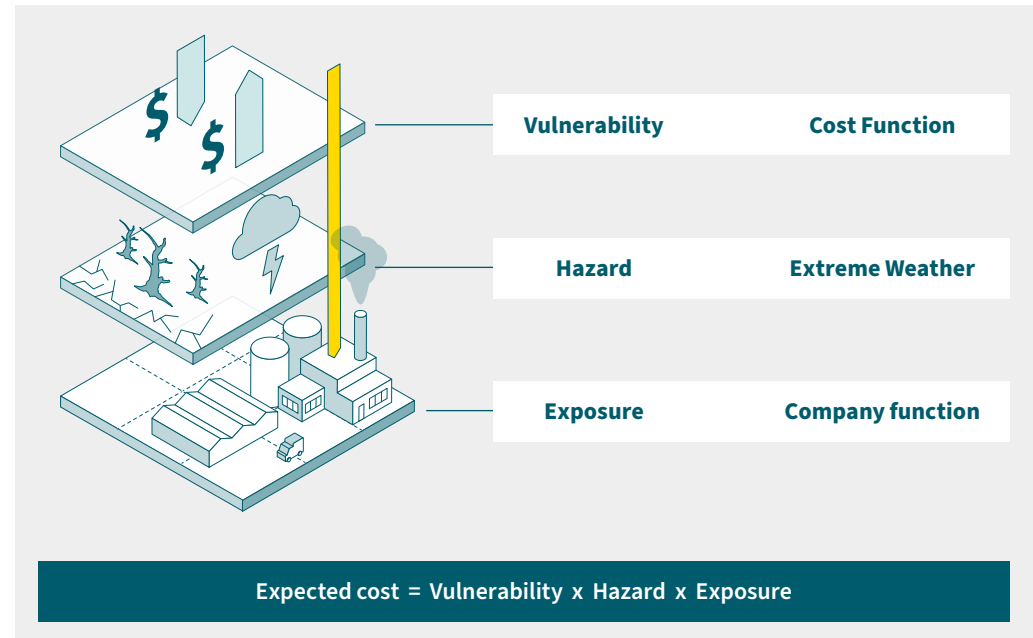 $
$
Vulnerability Cost Function
Hazard Extreme Weather
Exposure Company function
Expected cost = Vulnerability x Hazard x Exposure